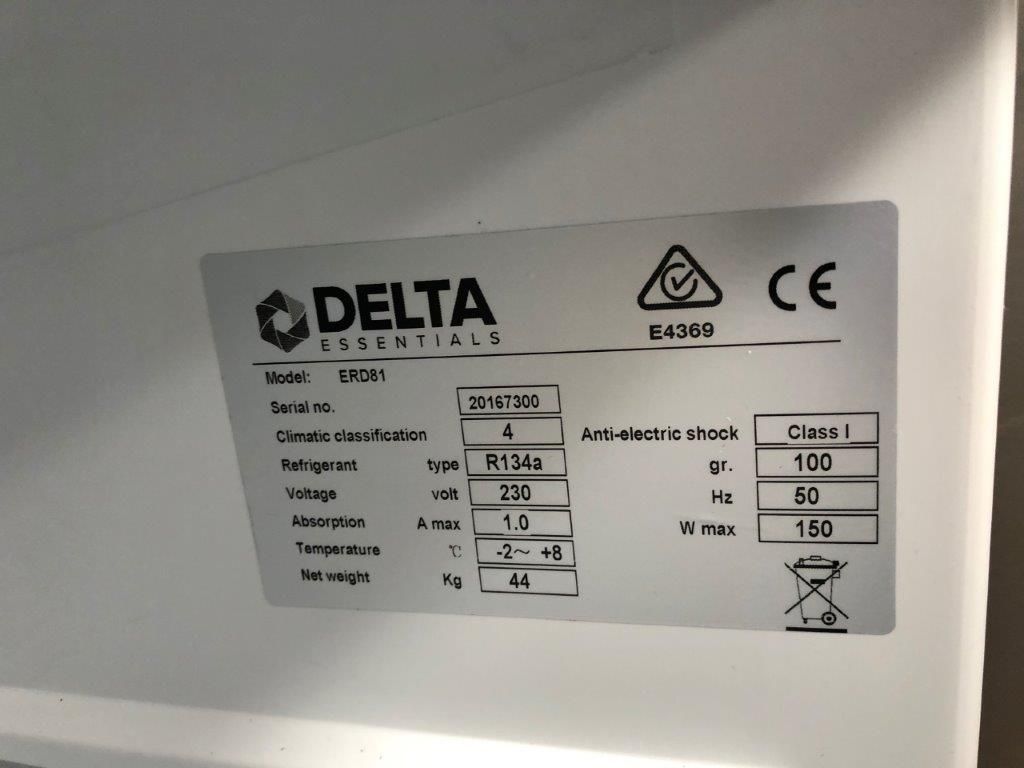 DELTA
ESSENTIALS
E4369
CE
Model: ERD81
Serial no. 20167300
Climatic classification 4 Anti-electric shock Class I
Refrigerant type R134a gr. 100
Voltage volt 230 Hz 50
Absorption A max 1.0 W max 150
Temperature ℃ -2~ +8
Net weight Kg 44